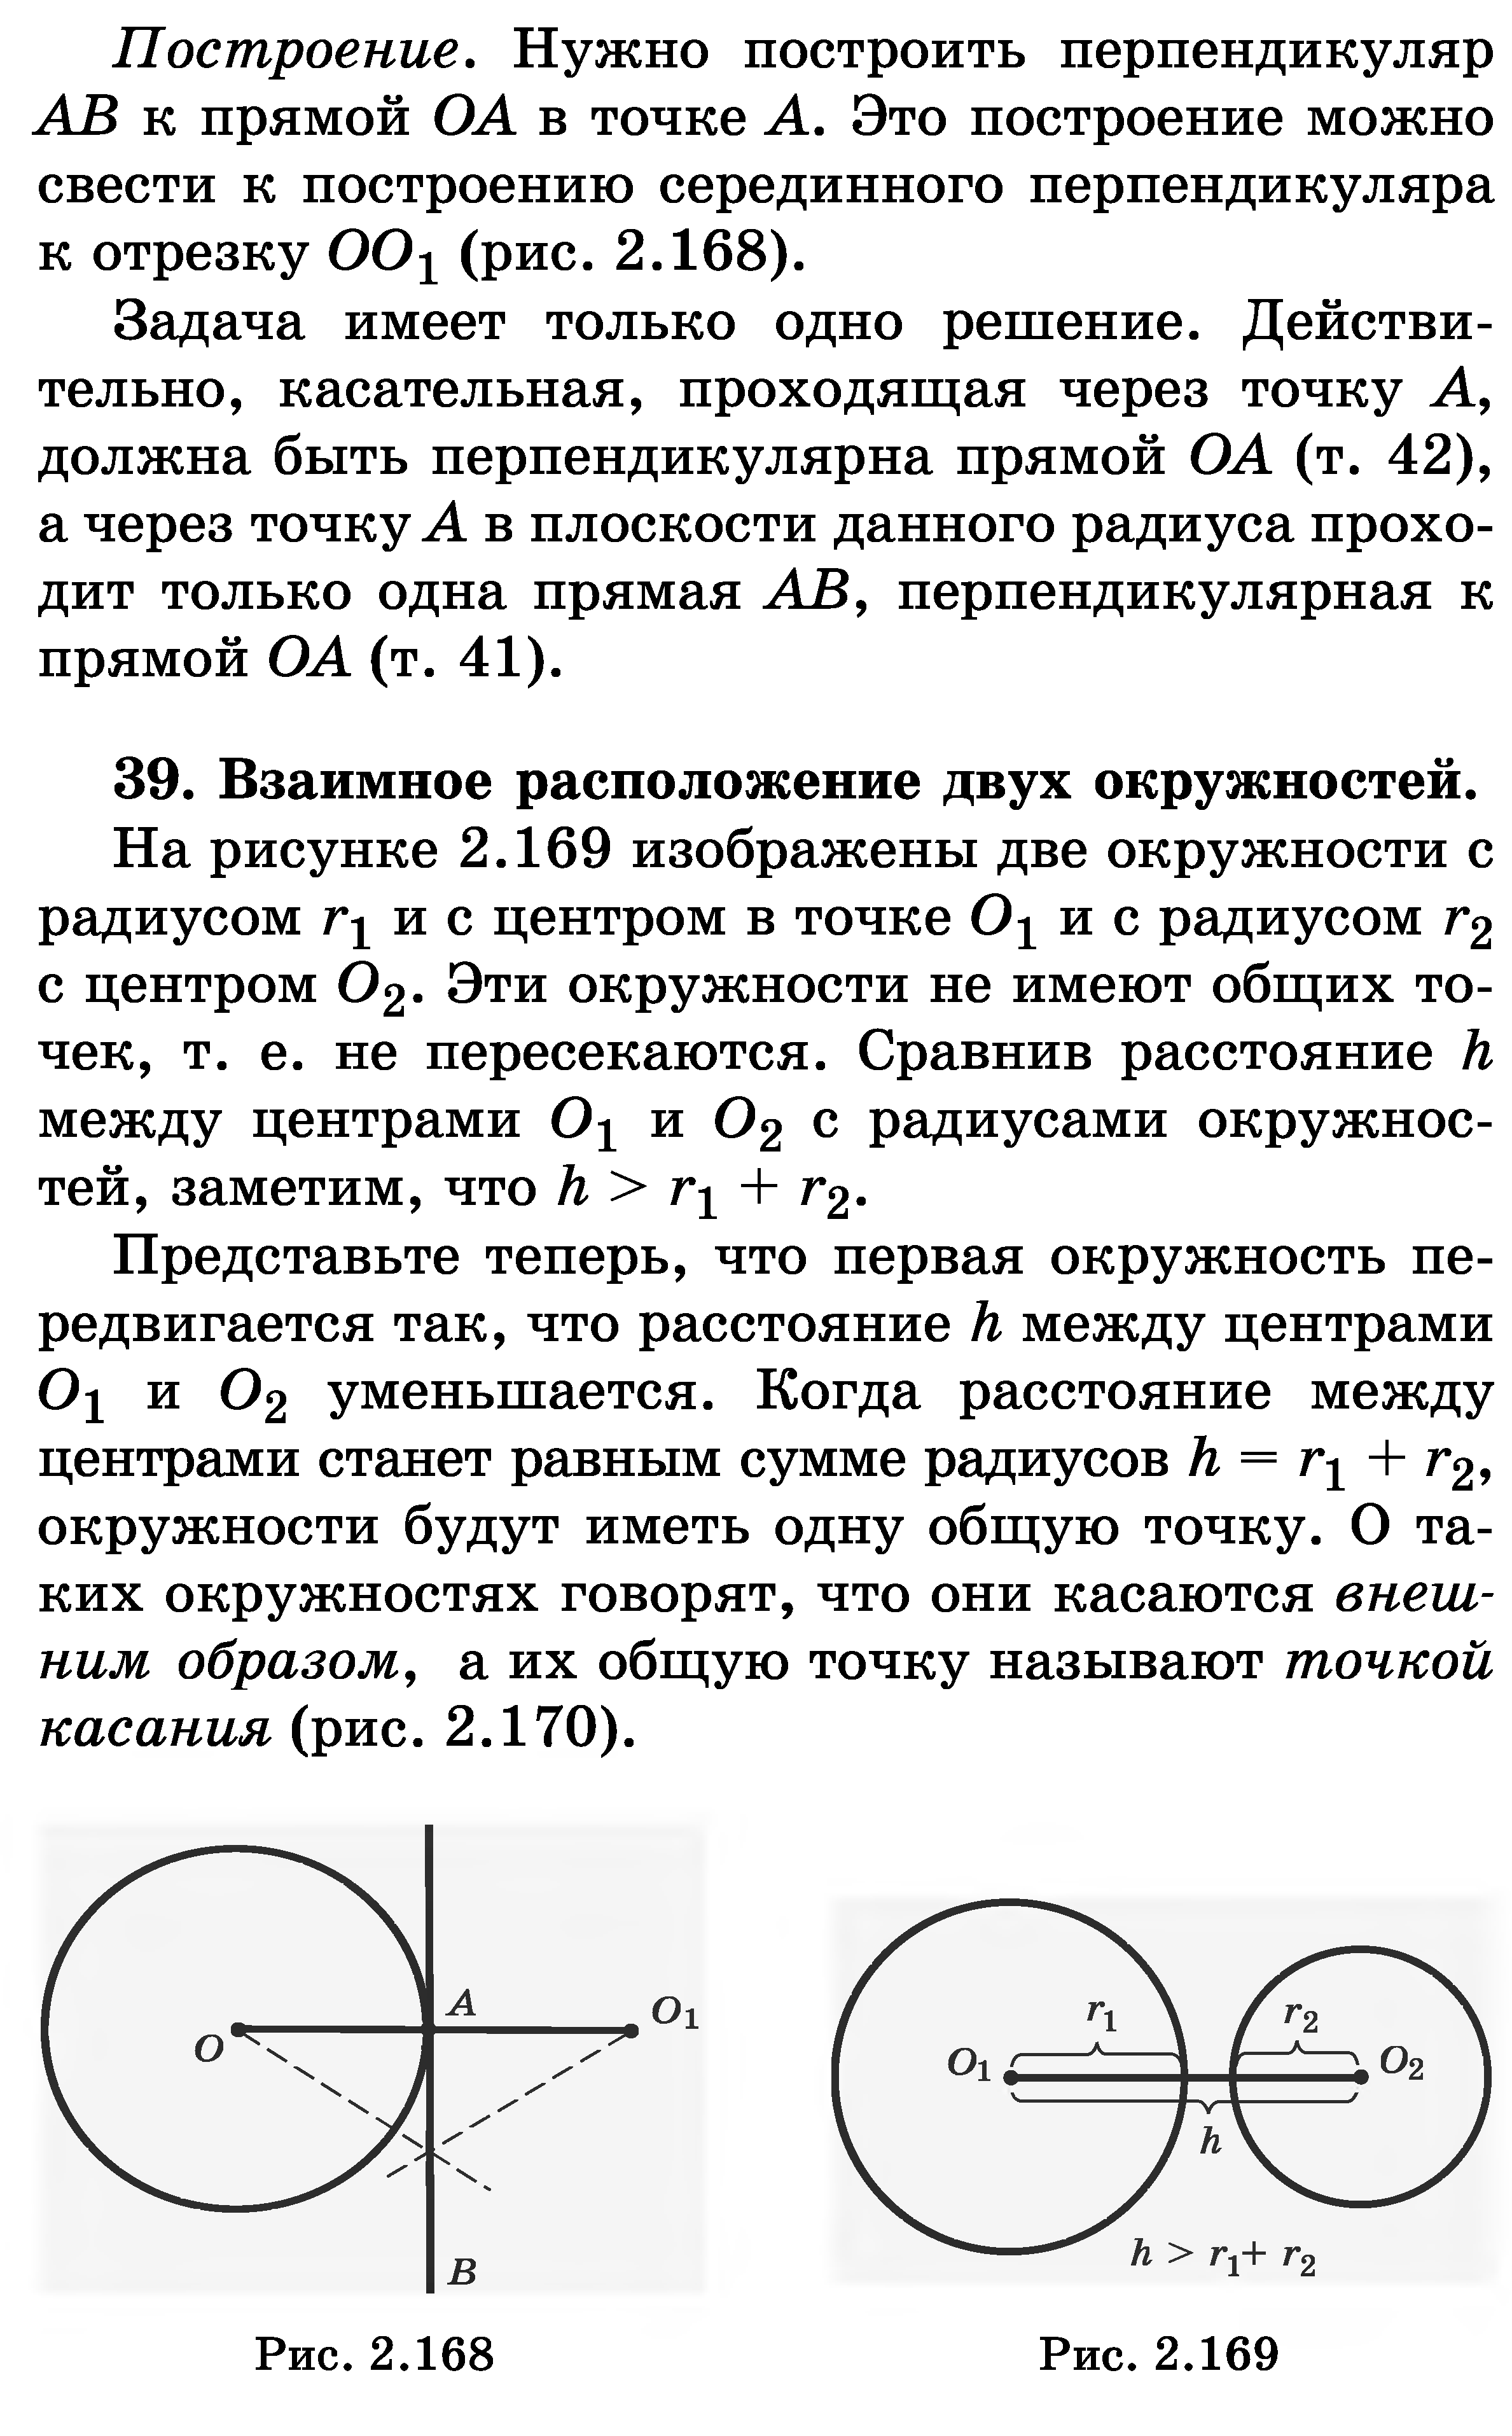 Построение. Нужно построить перпендикуляр
AB к прямой OA в точке A. Это построение можно
свести к построению серединного перпендикуляра
к отрезку OO₁ (рис. 2.168).
Задача имеет только одно решение. Действи-
тельно, касательная, проходящая через точку A,
должна быть перпендикулярна прямой OA (т. 42),
а через точку A в плоскости данного радиуса прохо-
дит только одна прямая AB, перпендикулярная к
прямой OA (т. 41).
39. Взаимное расположение двух окружностей.
На рисунке 2.169 изображены две окружности с
радиусом r₁ и с центром в точке O₁ и с радиусом r₂
с центром O₂. Эти окружности не имеют общих то-
чек, т. е. не пересекаются. Сравнив расстояние h
между центрами O₁ и O₂ с радиусами окружнос-
тей, заметим, что h > r₁ + r₂.
Представьте теперь, что первая окружность пе-
редвигается так, что расстояние h между центрами
O₁ и O₂ уменьшается. Когда расстояние между
центрами станет равным сумме радиусов h = r₁ + r₂,
окружности будут иметь одну общую точку. О та-
ких окружностях говорят, что они касаются внеш-
ним образом, а их общую точку называют точкой
касания (рис. 2.170).
A
O₁
O
B
Рис. 2.168
r₁
r₂
O₁
O₂
h
h > r₁+ r₂
Рис. 2.169